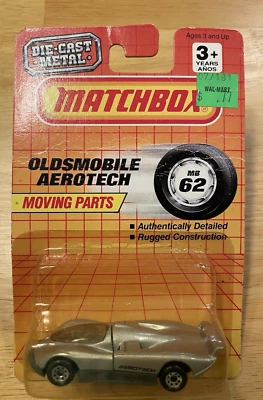 DIE-CAST
METAL
Ages 3 and Up
3+
YEARS
AÑOS
WAL-MART
$ .77
MATCHBOX
OLDSMOBILE
AEROTECH
MB
62
MOVING PARTS
■ Authentically Detailed
■ Rugged Construction
AEROTECH